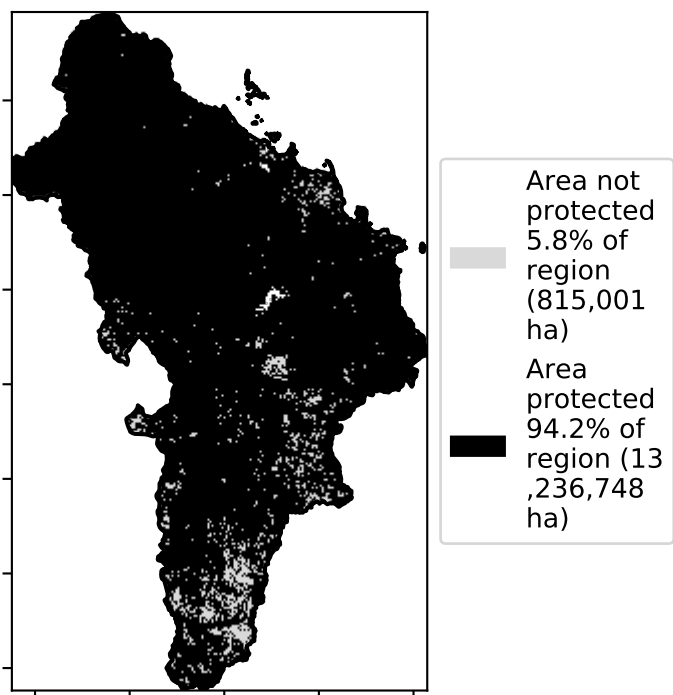 Area not
protected
5.8% of
region
(815,001
ha)
Area
protected
94.2% of
region (13
,236,748
ha)